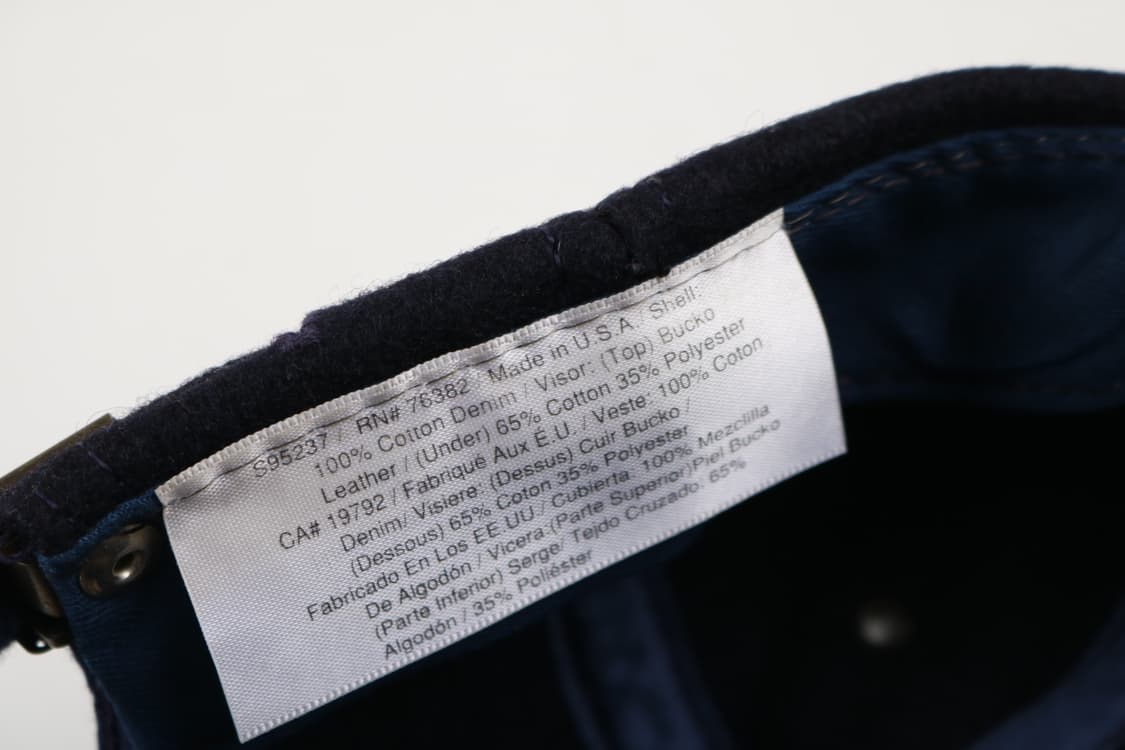 S95237 / RN# 76382 Made in U.S.A. Shell:
100% Cotton Denim / Visor: (Top) Bucko
Leather / (Under) 65% Cotton 35% Polyester
CA# 19792 / Fabriqué Aux É.U / Veste: 100% Coton
Denim/ Visiere: (Dessus) Cuir Bucko /
(Dessous) 65% Coton 35% Polyester
Fabricado En Los EE.UU / Cubierta: 100% Mezclilla
De Algodón / Vicera:(Parte Superior)Piel Bucko
(Parte Inferior) Serge/ Tejdo Cruzado: 65%
Algodón / 35% Poliéster